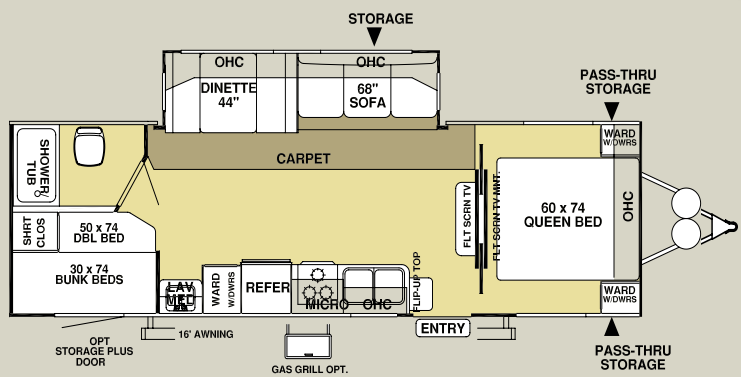 STORAGE
OHC
OHC
DINETTE
44"
68"
SOFA
PASS-THRU
STORAGE
WARD
W/DWRS
CARPET
SHOWER/
TUB
FLT SCRN TV
FLT SCRN TV MNT.
60 x 74
QUEEN BED
OHC
SHRT
CLOS
50 x 74
DBL BED
30 x 74
BUNK BEDS
LAV
MED
WARD
W/DWRS
REFER
MICRO
OHC
FLIP-UP TOP
WARD
W/DWRS
ENTRY
16' AWNING
OPT
STORAGE PLUS
DOOR
GAS GRILL OPT.
PASS-THRU
STORAGE